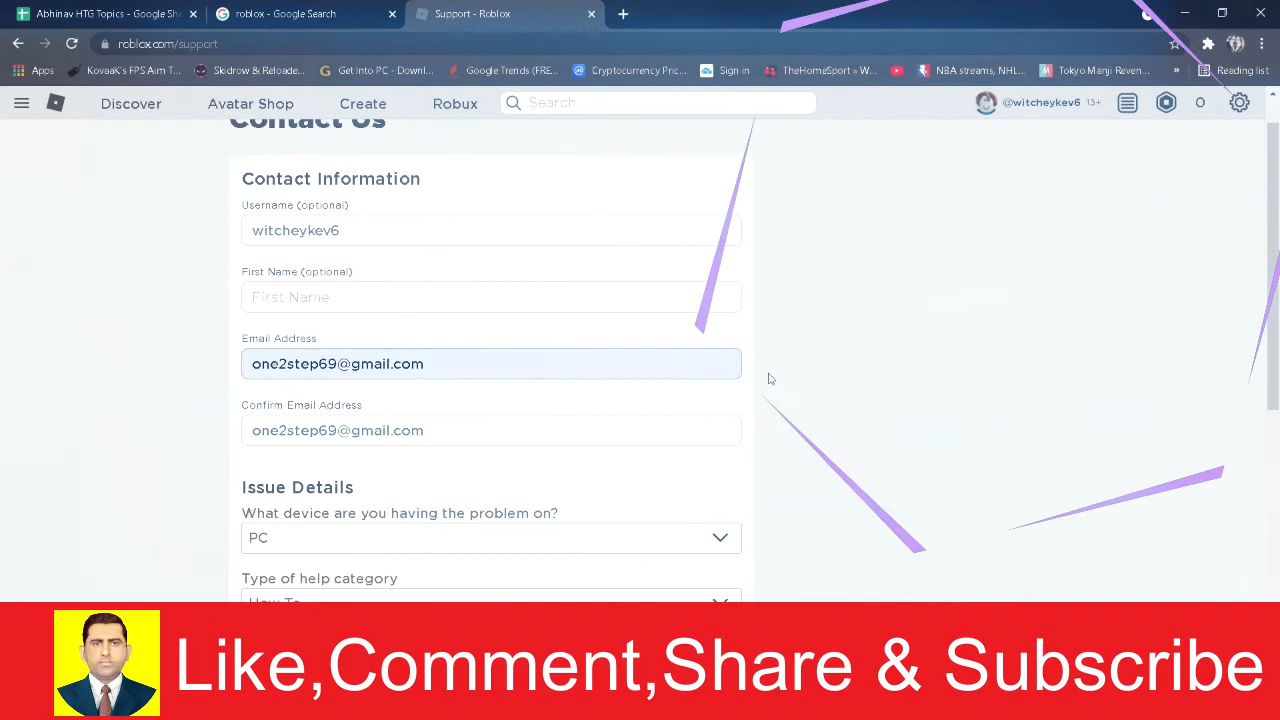 Abhinav HTG Topics - Google She
roblox - Google Search
Support - Roblox
roblox.com/support
Apps
KovaaK's FPS Aim T...
Skidrow & Reloade...
Get Into PC - Downl...
Google Trends (FRE...
Cryptocurrency Pric...
Sign in
TheHomeSport » W...
NBA streams, NHL...
Tokyo Manji Reven...
»
Reading list
Discover
Avatar Shop
Create
Robux
Search
@witcheykev6 13+
0
Contact Us
Contact Information
Username (optional)
witcheykev6
First Name (optional)
First Name
Email Address
one2step69@gmail.com
Confirm Email Address
one2step69@gmail.com
Issue Details
What device are you having the problem on?
PC
Type of help category
How To
Like,Comment,Share & Subscribe